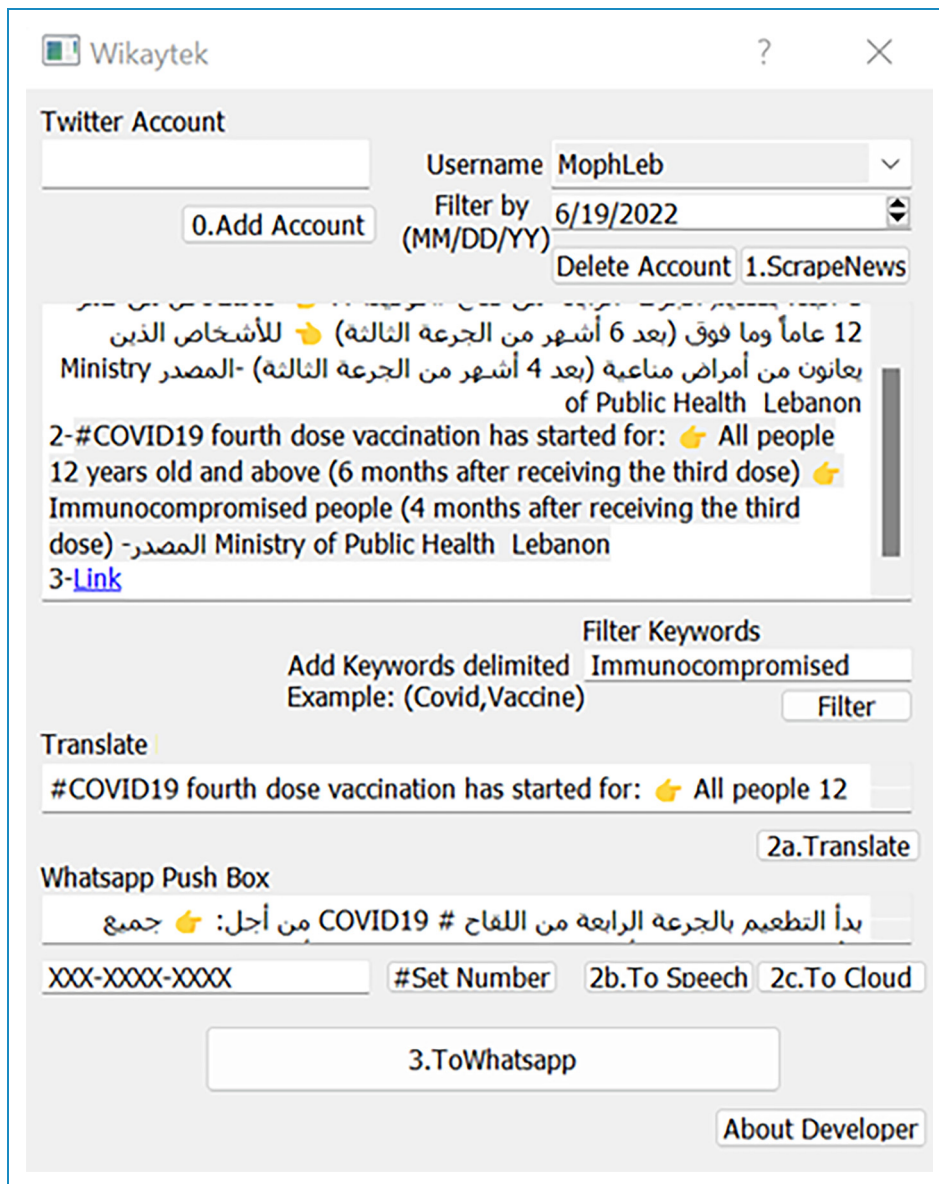 Wikaytek
Twitter Account
Username MophLeb
Filter by
(MM/DD/YY)
6/19/2022
0.Add Account
Delete Account 1.ScrapeNews
12 عاماً وما فوق (بعد 6 أشهر من الجرعة الثالثة) 👈 للأشخاص الذين
يعانون من أمراض مناعية (بعد 4 أشهر من الجرعة الثالثة) -المصدر Ministry
of Public Health Lebanon
2-#COVID19 fourth dose vaccination has started for: 👉 All people
12 years old and above (6 months after receiving the third dose) 👉
Immunocompromised people (4 months after receiving the third
dose) -المصدر Ministry of Public Health Lebanon
3-Link
Filter Keywords
Add Keywords delimited Immunocompromised
Example: (Covid,Vaccine)
Filter
Translate
#COVID19 fourth dose vaccination has started for: 👉 All people 12
2a.Translate
Whatsapp Push Box
بدأ التطعيم بالجرعة الرابعة من اللقاح # COVID19 من أجل: 👉 جميع
XXX-XXXX-XXXX #Set Number 2b.To Speech 2c.To Cloud
3.ToWhatsapp
About Developer